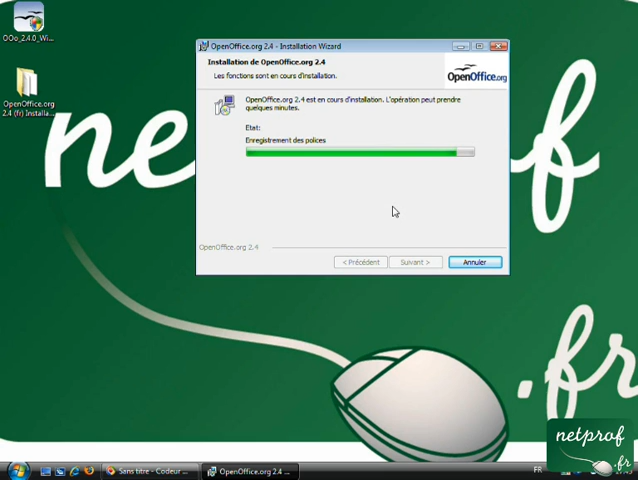 OOo_2.4.0_Wi...
OpenOffice.org
2.4 (fr) Installa...
ne
f
.fr
OpenOffice.org 2.4 - Installation Wizard
Installation de OpenOffice.org 2.4
Les fonctions sont en cours d'installation.
OpenOffice.org
OpenOffice.org 2.4 est en cours d'installation. L'opération peut prendre
quelques minutes.
Etat:
Enregistrement des polices
OpenOffice.org 2.4
< Précédent
Suivant >
Annuler
netprof
.fr
Sans titre - Codeur ...
OpenOffice.org 2.4 ...
FR